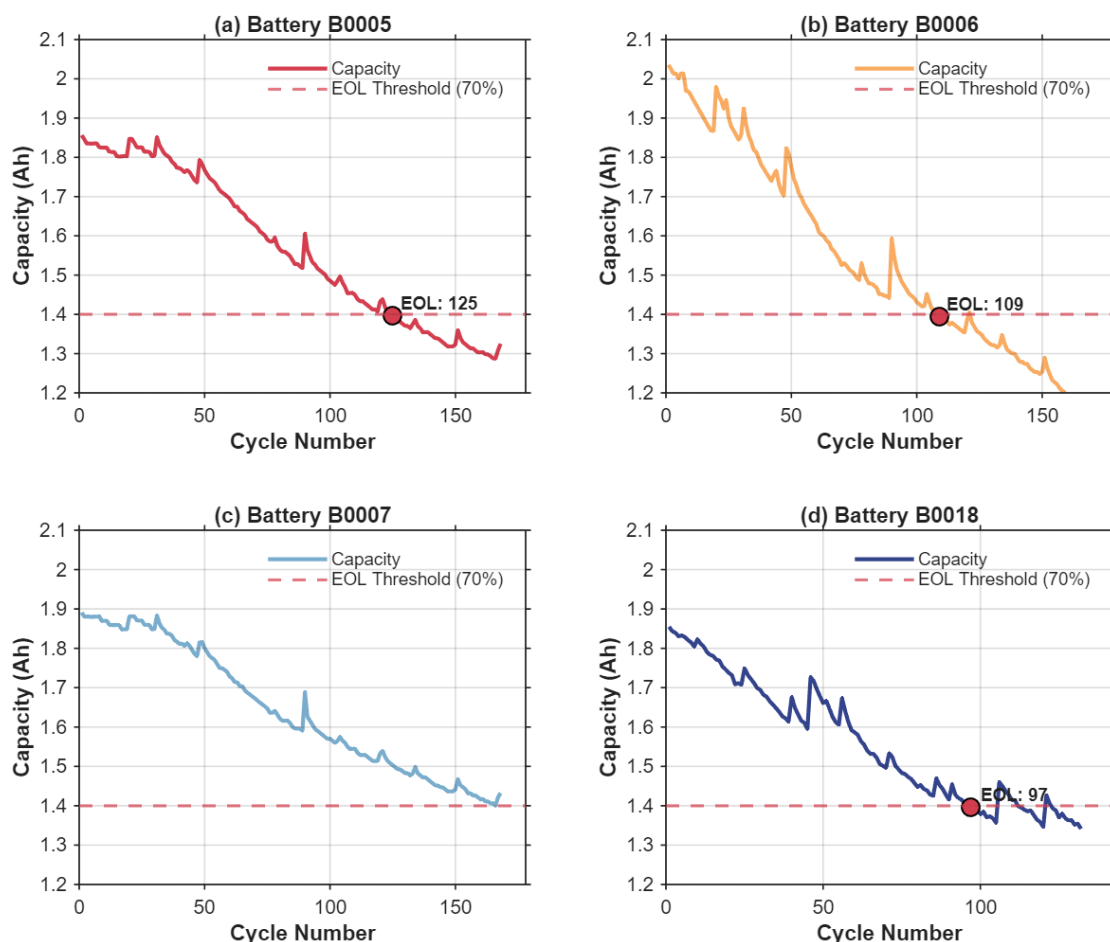 (a) Battery B0005
Capacity (Ah)
2.1
2
1.9
1.8
1.7
1.6
1.5
1.4
1.3
1.2
Capacity
EOL Threshold (70%)
EOL: 125
0 50 100 150
Cycle Number
(b) Battery B0006
Capacity (Ah)
2.1
2
1.9
1.8
1.7
1.6
1.5
1.4
1.3
1.2
Capacity
EOL Threshold (70%)
EOL: 109
0 50 100 150
Cycle Number
(c) Battery B0007
Capacity (Ah)
2.1
2
1.9
1.8
1.7
1.6
1.5
1.4
1.3
1.2
Capacity
EOL Threshold (70%)
0 50 100 150
Cycle Number
(d) Battery B0018
Capacity (Ah)
2.1
2
1.9
1.8
1.7
1.6
1.5
1.4
1.3
1.2
Capacity
EOL Threshold (70%)
EOL: 97
0 50 100
Cycle Number